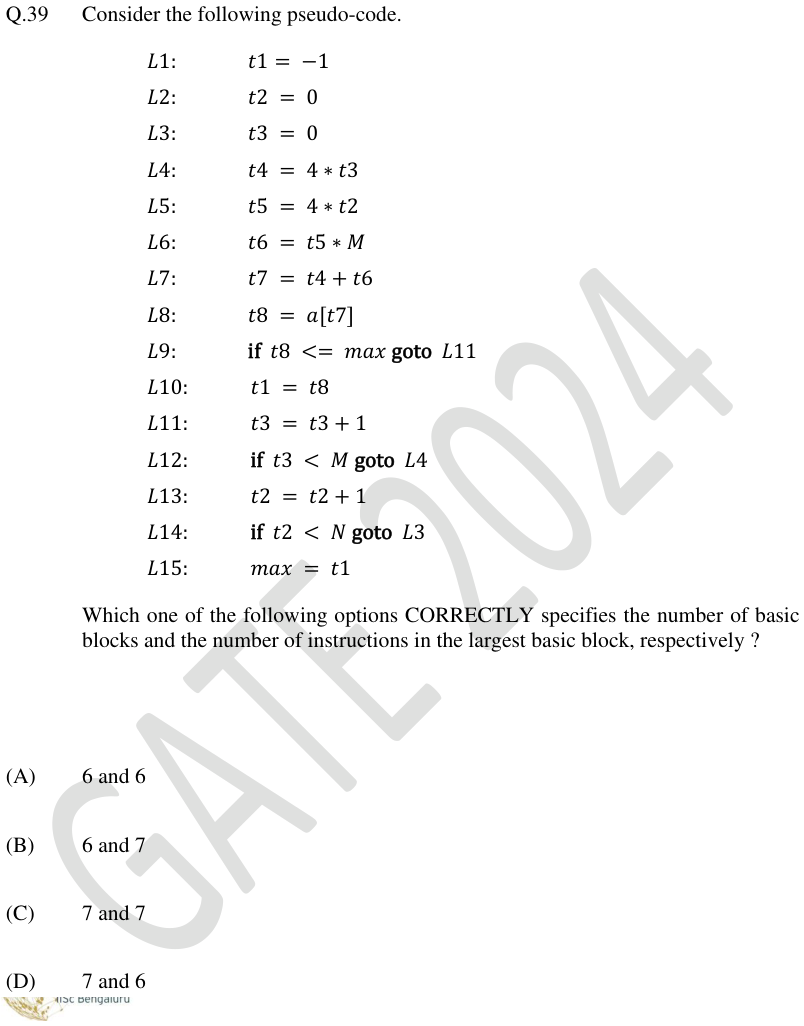 Q.39 Consider the following pseudo-code.
L1: t1 = −1
L2: t2 = 0
L3: t3 = 0
L4: t4 = 4 ∗ t3
L5: t5 = 4 ∗ t2
L6: t6 = t5 ∗ M
L7: t7 = t4 + t6
L8: t8 = a[t7]
L9: if t8 <= max goto L11
L10: t1 = t8
L11: t3 = t3 + 1
L12: if t3 < M goto L4
L13: t2 = t2 + 1
L14: if t2 < N goto L3
L15: max = t1
Which one of the following options CORRECTLY specifies the number of basic
blocks and the number of instructions in the largest basic block, respectively ?
(A) 6 and 6
(B) 6 and 7
(C) 7 and 7
(D) 7 and 6
IISc Bengaluru
GATE 2024